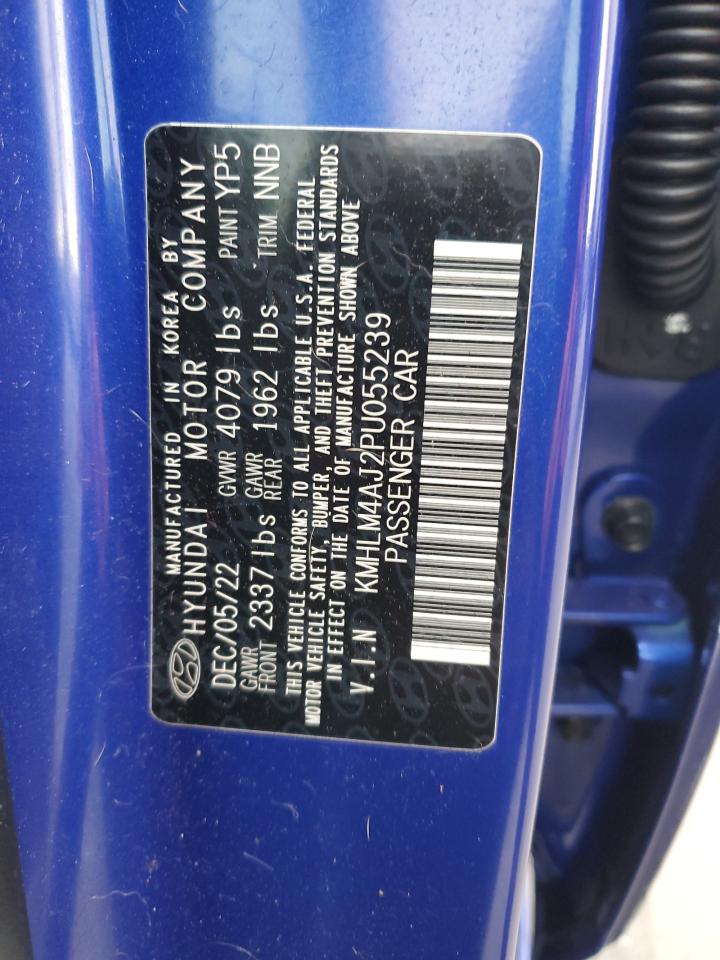 MANUFACTURED IN KOREA BY
HYUNDAI MOTOR COMPANY
DEC/05/22 GVWR 4079 lbs PAINT YP5
GAWR FRONT 2337 lbs GAWR REAR 1962 lbs TRIM NNB
THIS VEHICLE CONFORMS TO ALL APPLICABLE U.S.A. FEDERAL
MOTOR VEHICLE SAFETY, BUMPER, AND THEFT PREVENTION STANDARDS
IN EFFECT ON THE DATE OF MANUFACTURE SHOWN ABOVE
V.I.N KMHLM4AJ2PU055239
PASSENGER CAR